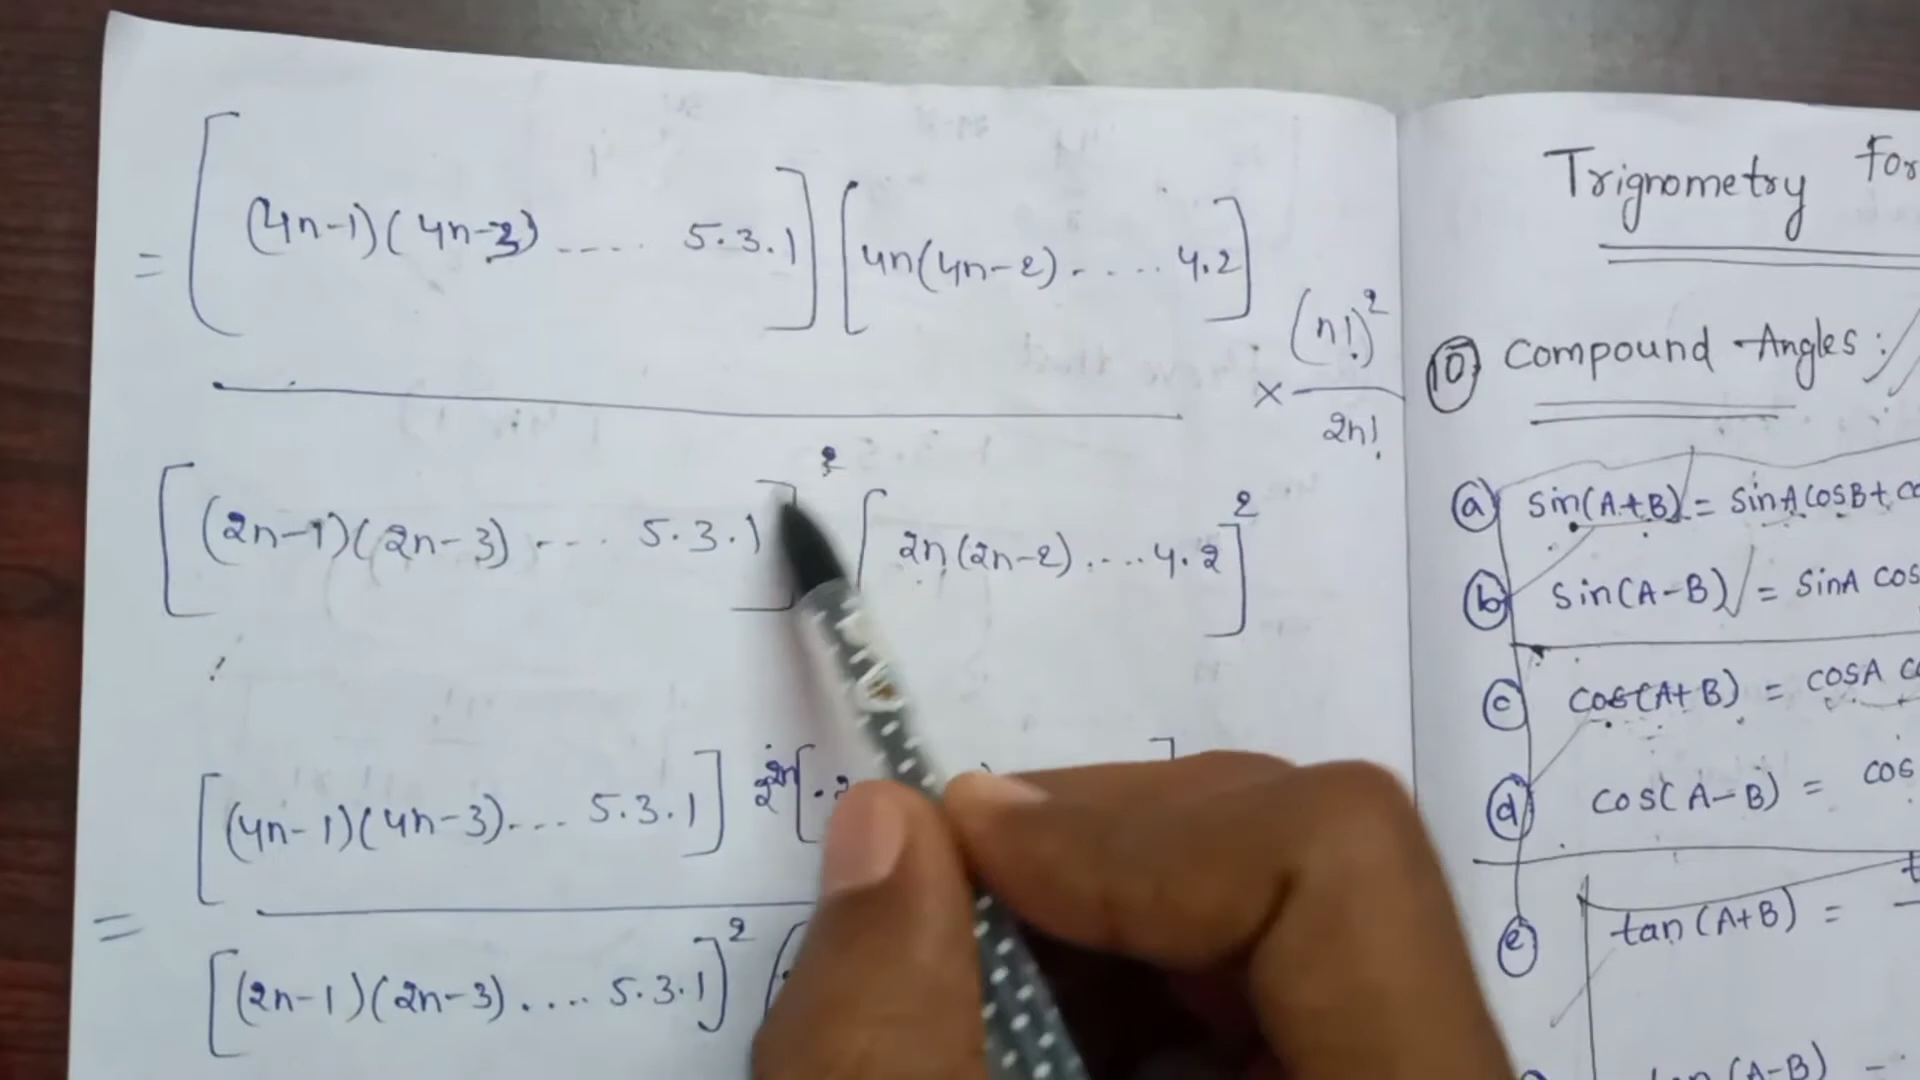 = [(4n-1)(4n-3) ---- 5.3.1] [4n(4n-2)..... 4.2]
× (n!)² / 2n!
[(2n-1)(2n-3) .... 5.3.1]² [2n(2n-2)....4.2]²
= [(4n-1)(4n-3)... 5.3.1] 2²ⁿ[
[(2n-1)(2n-3).... 5.3.1]²
Trignometry For
⑩ Compound Angles:
ⓐ Sin(A+B) = SinA CosB+
ⓑ Sin(A-B) = SinA Cos
ⓒ Cos(A+B) = CosA
ⓓ Cos(A-B) = Cos
ⓔ tan(A+B) =
tan(A-B) =